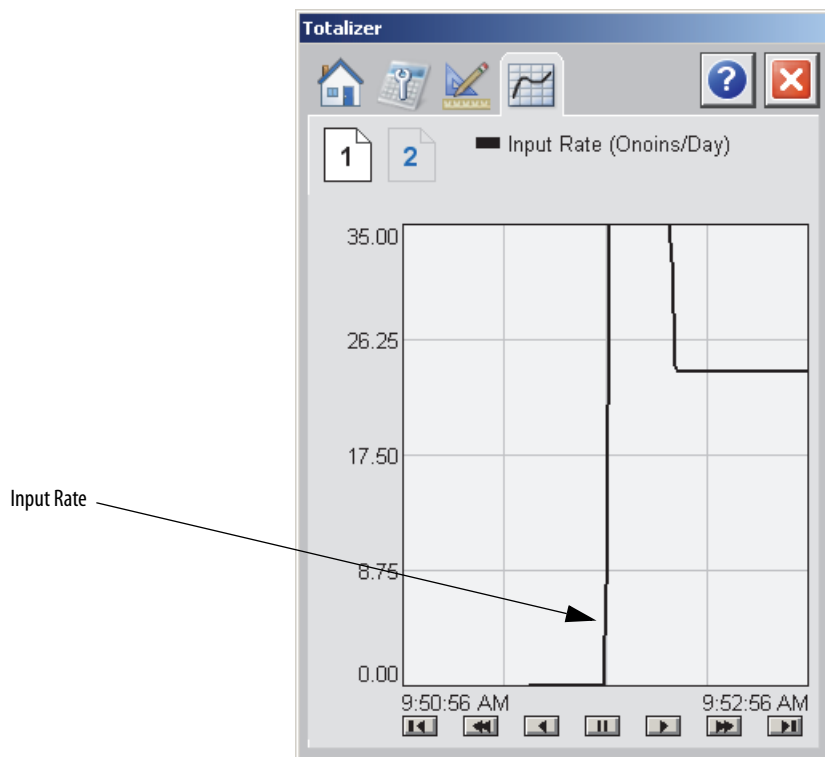 Totalizer
?
1
2
Input Rate (Onoins/Day)
35.00
26.25
17.50
Input Rate
8.75
0.00
9:50:56 AM
9:52:56 AM